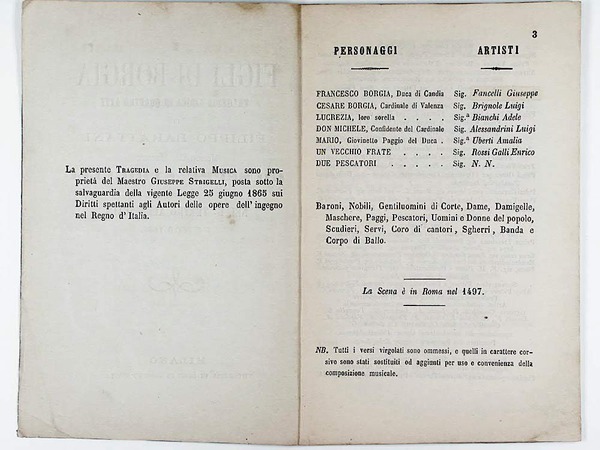 La presente TRAGEDIA e la relativa MUSICA sono pro-
prietà del Maestro GIUSEPPE STRIGELLI, posta sotto la
salvaguardia della vigente Legge 25 giugno 1865 sui
Diritti spettanti agli Autori delle opere dell'ingegno
nel Regno d'Italia.
3
PERSONAGGI ARTISTI
FRANCESCO BORGIA, Duca di Candia Sig. Fancelli Giuseppe
CESARE BORGIA, Cardinale di Valenza Sig. Brignole Luigi
LUCREZIA, loro sorella . . . . Sig.ª Bianchi Adele
DON MICHELE, Confidente del Cardinale Sig. Alessandrini Luigi
MARIO, Giovinetto Paggio del Duca . Sig.ª Uberti Amalia
UN VECCHIO FRATE . . . . . Sig. Rossi Galli Enrico
DUE PESCATORI . . . . . Sig. N. N.
Baroni, Nobili, Gentiluomini di Corte, Dame, Damigelle,
Maschere, Paggi, Pescatori, Uomini e Donne del popolo,
Scudieri, Servi, Coro di cantori, Sgherri, Banda e
Corpo di Ballo.
La Scena è in Roma nel 1497.
NB. Tutti i versi virgolati sono ommessi, e quelli in carattere cor-
sivo sono stati sostituiti od aggiunti per uso e convenienza della
composizione musicale.